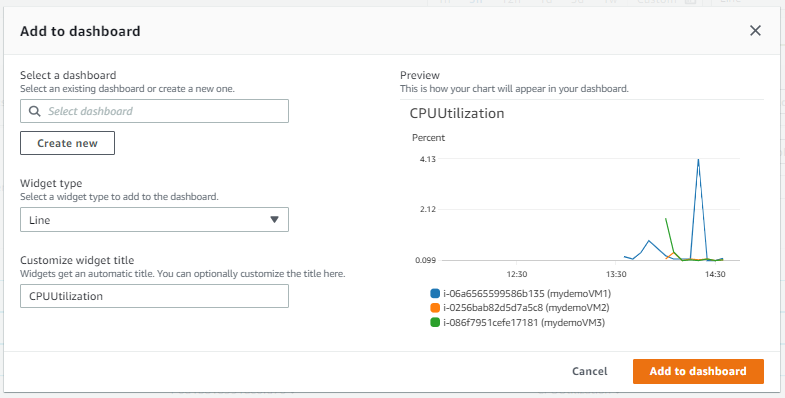 Add to dashboard
Select a dashboard
Select an existing dashboard or create a new one.
Select dashboard
Create new
Widget type
Select a widget type to add to the dashboard.
Line
Customize widget title
Widgets get an automatic title. You can optionally customize the title here.
CPUUtilization
Preview
This is how your chart will appear in your dashboard.
CPUUtilization
Percent
4.13
2.12
0.099
12:30
13:30
14:30
i-06a6565599586b135 (mydemoVM1)
i-0256bab82d5d7a5c8 (mydemoVM2)
i-086f7951cefe17181 (mydemoVM3)
Cancel
Add to dashboard